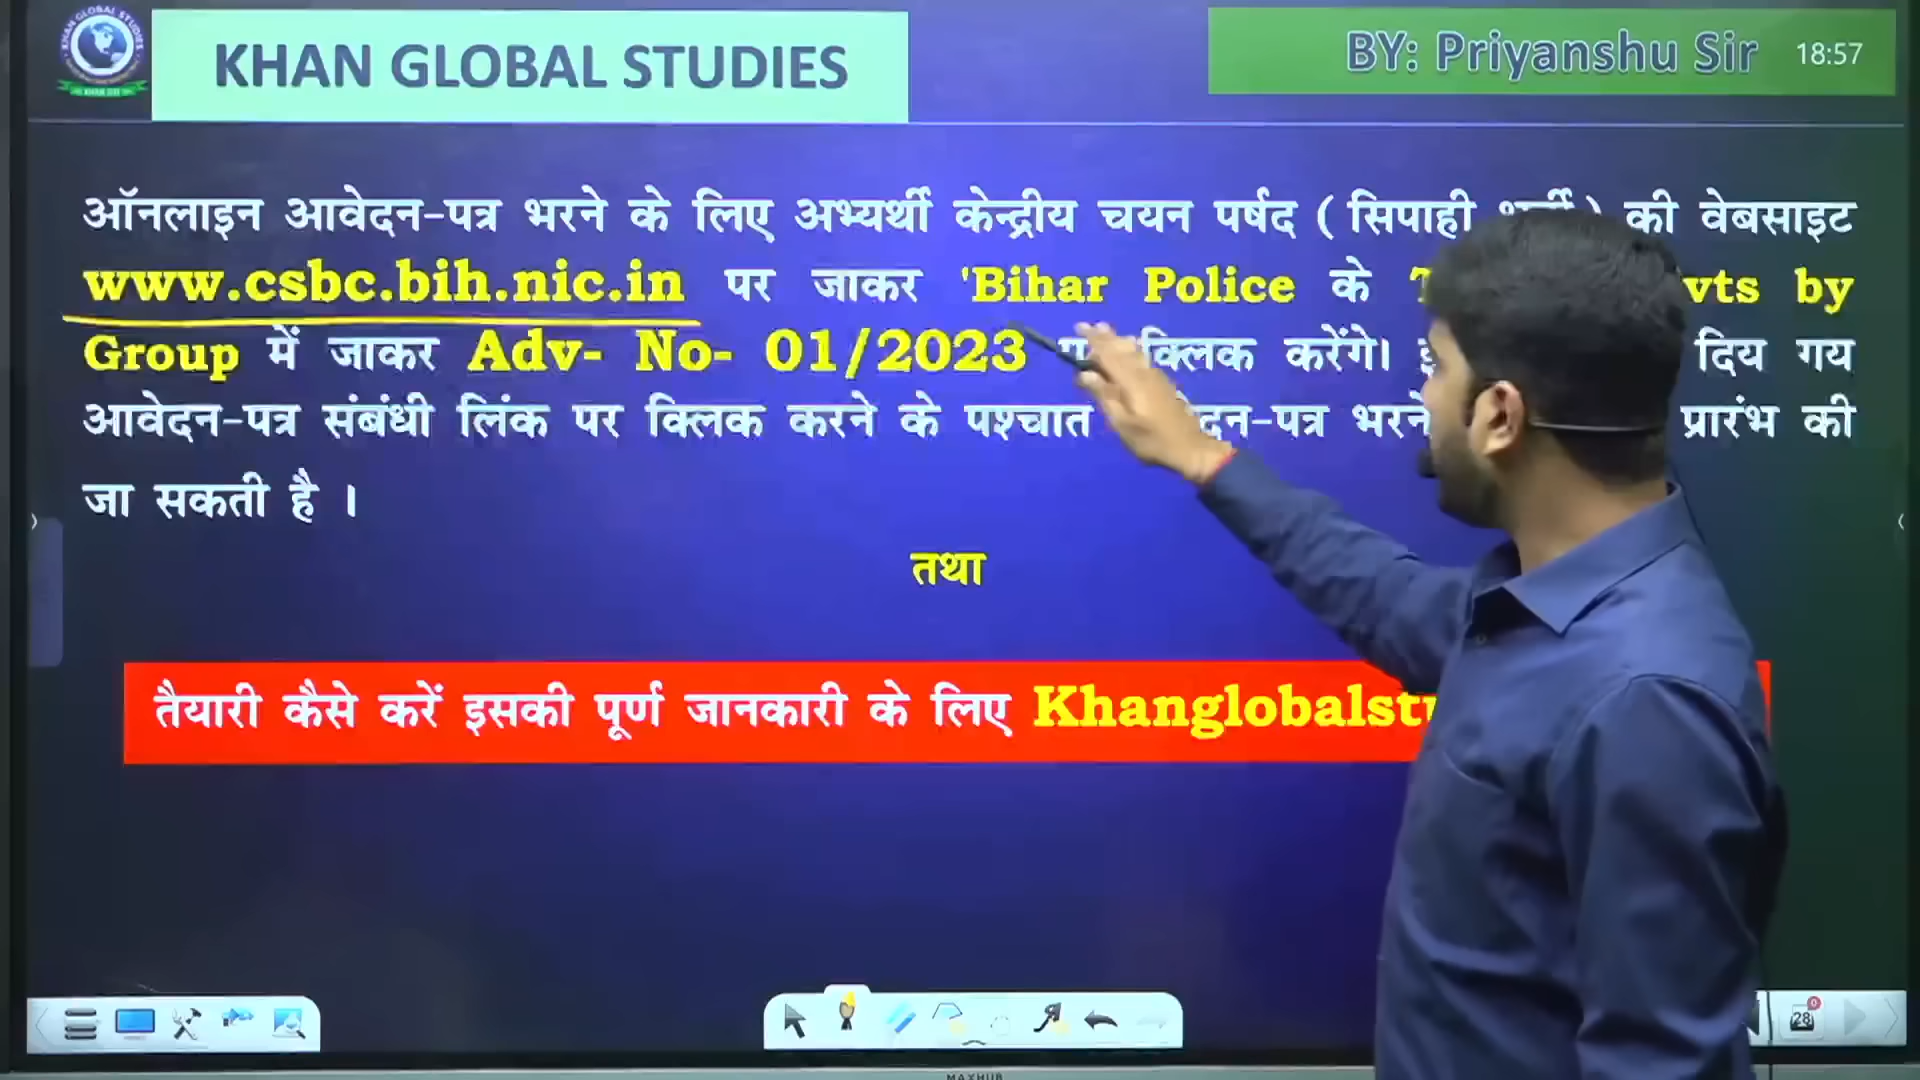 KHAN GLOBAL STUDIES
BY: Priyanshu Sir 18:57
ऑनलाइन आवेदन-पत्र भरने के लिए अभ्यर्थी केन्द्रीय चयन पर्षद ( सिपाही की वेबसाइट
www.csbc.bih.nic.in पर जाकर 'Bihar Police के by
Group में जाकर Adv- No- 01/2023 क्लिक करेंगे। दिय गय
आवेदन-पत्र संबंधी लिंक पर क्लिक करने के पश्चात भरने प्रारंभ की
जा सकती है ।
तथा
तैयारी कैसे करें इसकी पूर्ण जानकारी के लिए
28
MAXHUB